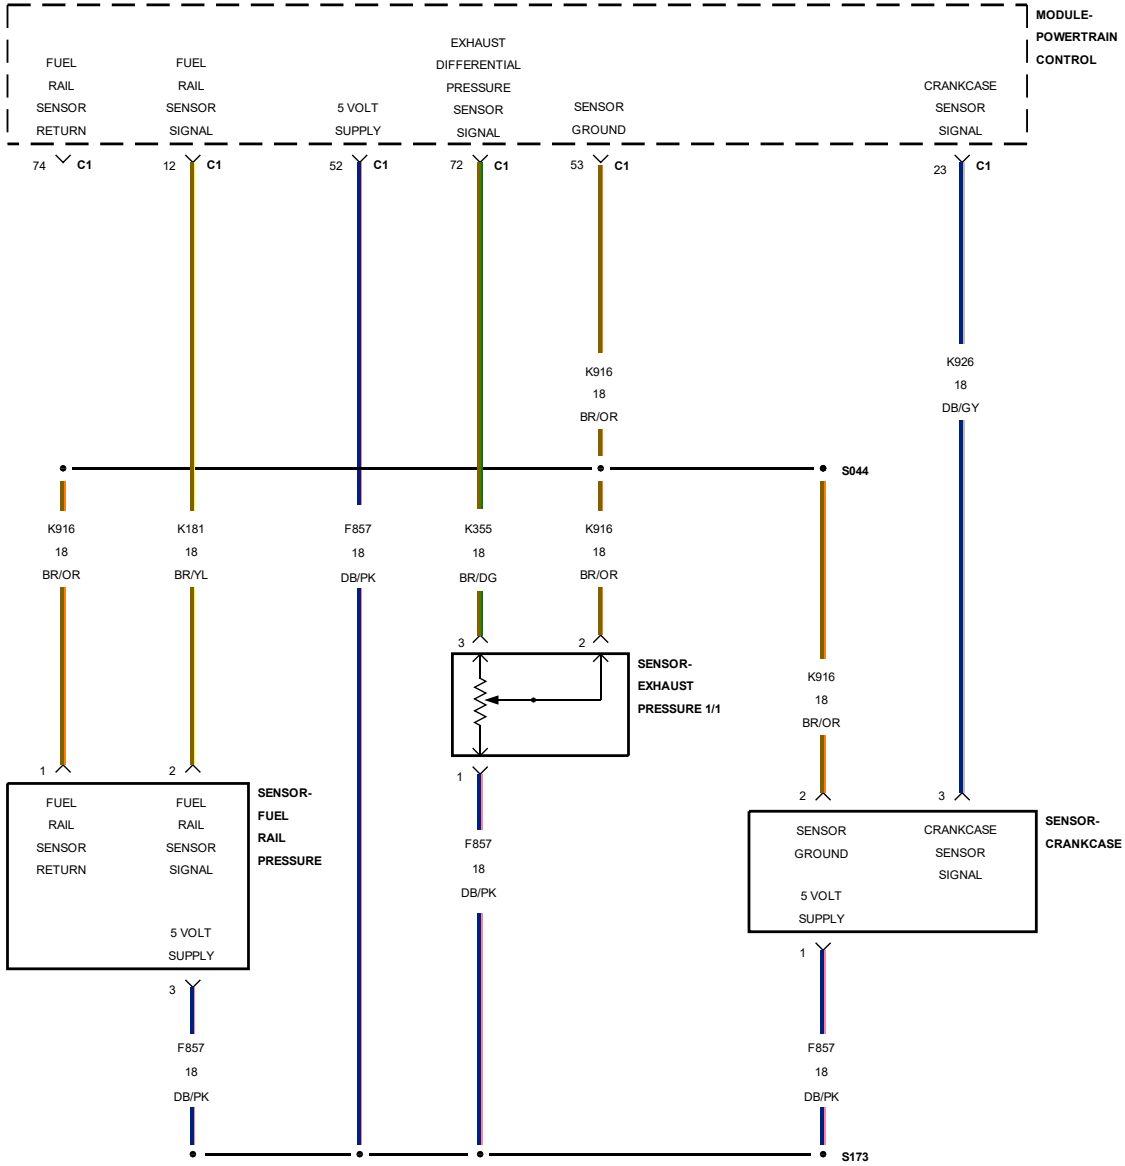 MODULE-
POWERTRAIN
CONTROL
FUEL
RAIL
SENSOR
RETURN
FUEL
RAIL
SENSOR
SIGNAL
5 VOLT
SUPPLY
EXHAUST
DIFFERENTIAL
PRESSURE
SENSOR
SIGNAL
SENSOR
GROUND
CRANKCASE
SENSOR
SIGNAL
74 C1
12 C1
52 C1
72 C1
53 C1
23 C1
K916
18
BR/OR
K926
18
DB/GY
S044
K916
18
BR/OR
K181
18
BR/YL
F857
18
DB/PK
K355
18
BR/DG
K916
18
BR/OR
K916
18
BR/OR
3
2
SENSOR-
EXHAUST
PRESSURE 1/1
1
F857
18
DB/PK
1
2
SENSOR-
FUEL
RAIL
PRESSURE
FUEL
RAIL
SENSOR
RETURN
FUEL
RAIL
SENSOR
SIGNAL
5 VOLT
SUPPLY
3
F857
18
DB/PK
2
3
SENSOR-
CRANKCASE
SENSOR
GROUND
CRANKCASE
SENSOR
SIGNAL
5 VOLT
SUPPLY
1
F857
18
DB/PK
S173